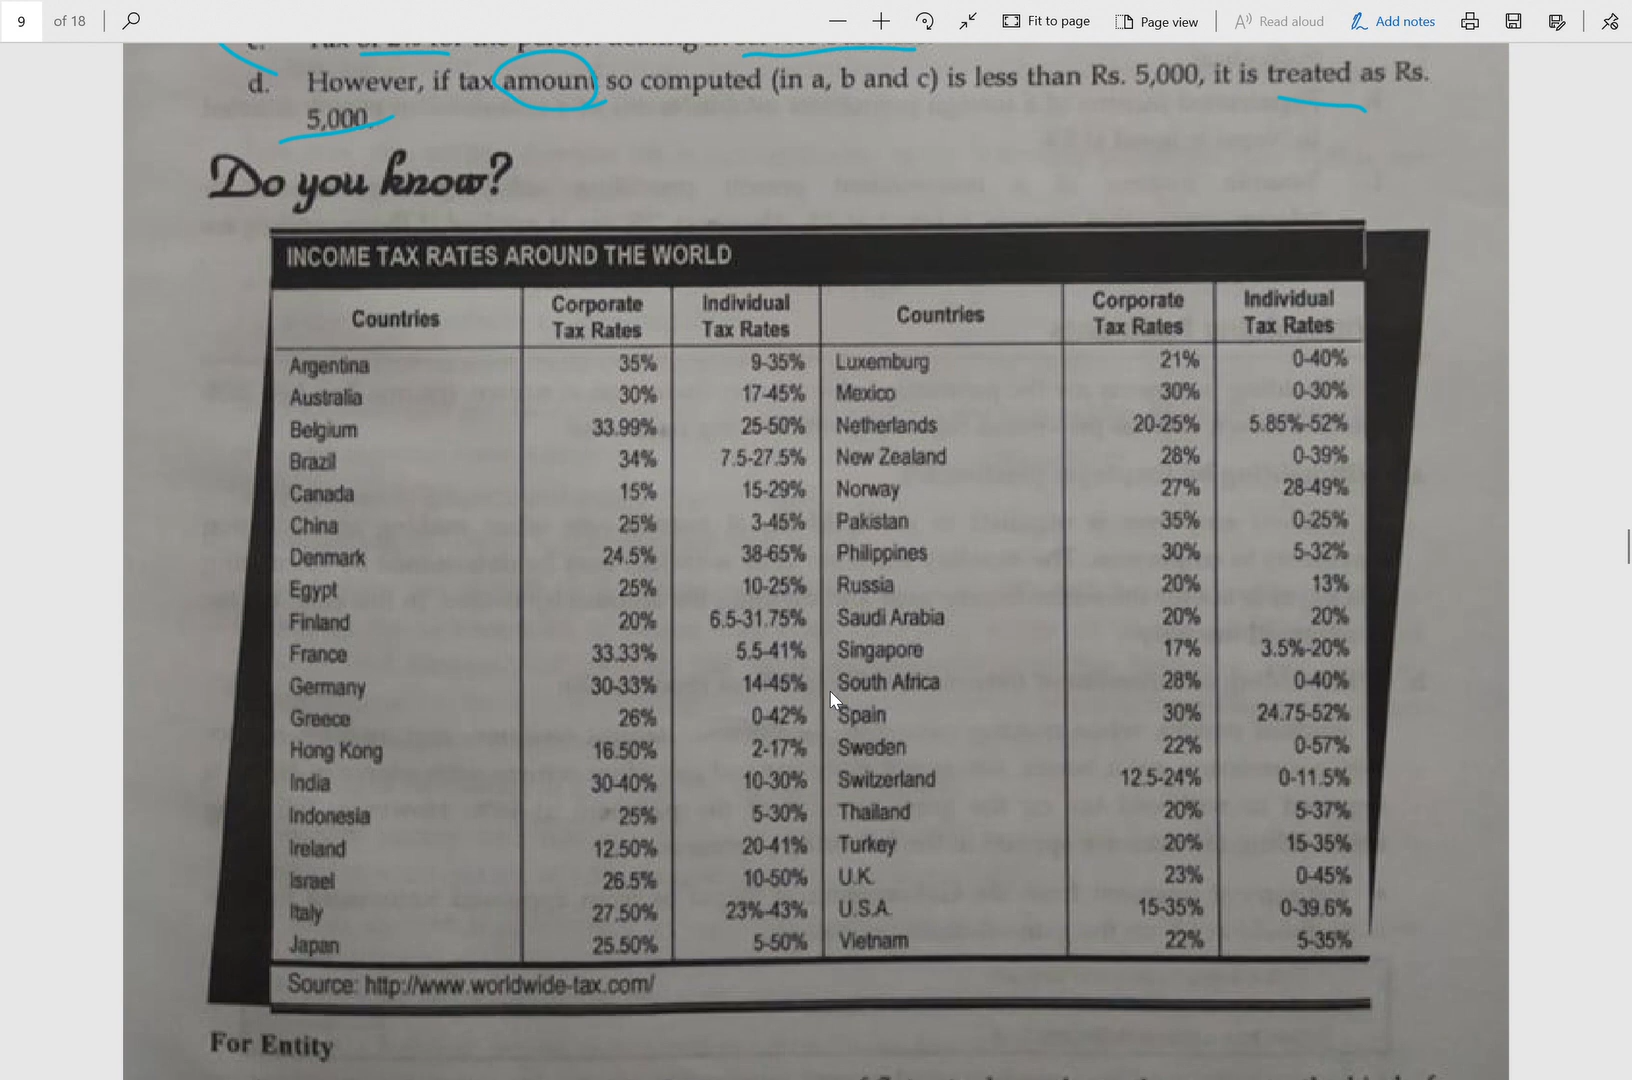 9 of 18 Fit to page Page view Read aloud Add notes
d. However, if tax amount so computed (in a, b and c) is less than Rs. 5,000, it is treated as Rs.
5,000.
Do you know?
INCOME TAX RATES AROUND THE WORLD
Countries Corporate Tax Rates Individual Tax Rates Countries Corporate Tax Rates Individual Tax Rates
Argentina 35% 9-35% Luxemburg 21% 0-40%
Australia 30% 17-45% Mexico 30% 0-30%
Belgium 33.99% 25-50% Netherlands 20-25% 5.85%-52%
Brazil 34% 7.5-27.5% New Zealand 28% 0-39%
Canada 15% 15-29% Norway 27% 28-49%
China 25% 3-45% Pakistan 35% 0-25%
Denmark 24.5% 38-65% Philippines 30% 5-32%
Egypt 25% 10-25% Russia 20% 13%
Finland 20% 6.5-31.75% Saudi Arabia 20% 20%
France 33.33% 5.5-41% Singapore 17% 3.5%-20%
Germany 30-33% 14-45% South Africa 28% 0-40%
Greece 26% 0-42% Spain 30% 24.75-52%
Hong Kong 16.50% 2-17% Sweden 22% 0-57%
India 30-40% 10-30% Switzerland 12.5-24% 0-11.5%
Indonesia 25% 5-30% Thailand 20% 5-37%
Ireland 12.50% 20-41% Turkey 20% 15-35%
Israel 26.5% 10-50% U.K. 23% 0-45%
Italy 27.50% 23%-43% U.S.A. 15-35% 0-39.6%
Japan 25.50% 5-50% Vietnam 22% 5-35%
Source: http://www.worldwide-tax.com/
For Entity